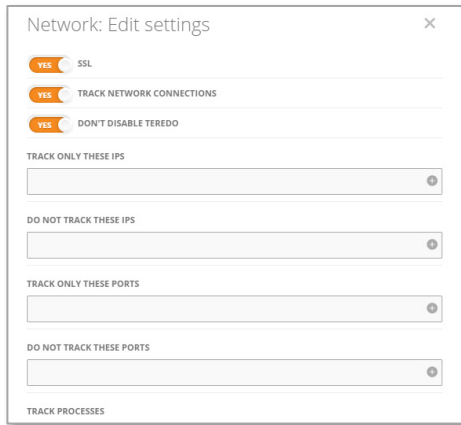 Network: Edit settings
YES SSL
YES TRACK NETWORK CONNECTIONS
YES DON'T DISABLE TEREDO
TRACK ONLY THESE IPS
DO NOT TRACK THESE IPS
TRACK ONLY THESE PORTS
DO NOT TRACK THESE PORTS
TRACK PROCESSES